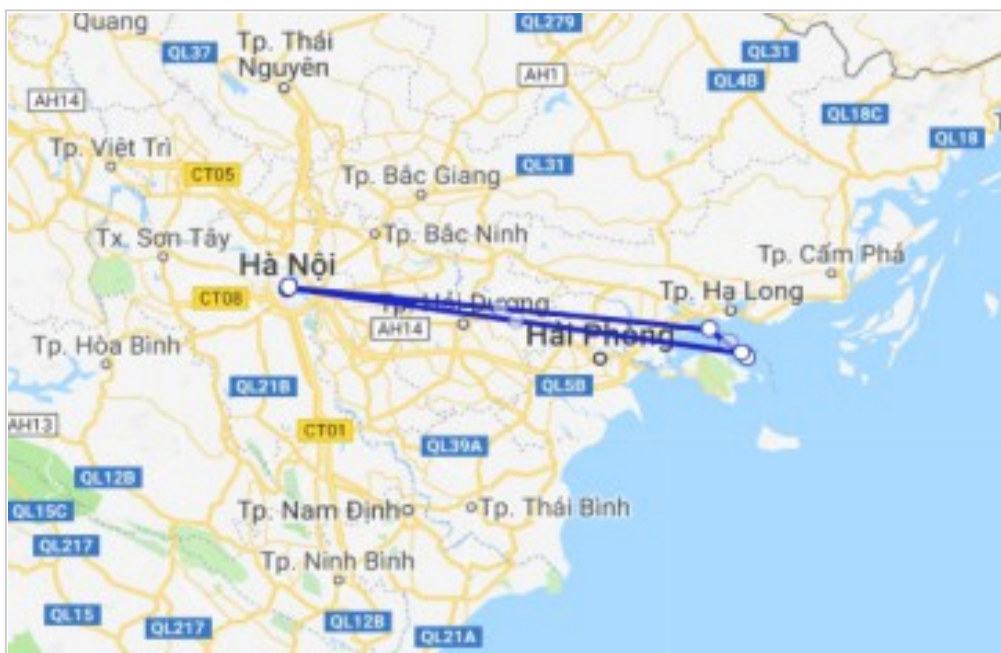 Quang
QL279
QL37
Tp. Thái
Nguyên
QL31
AH1
QL4B
AH14
QL18C
QL18
Tp. Việt Trì
CT05
QL31
Tp. Bắc Giang
Tx. Sơn Tây
Tp. Bắc Ninh
Tp. Cẩm Phả
Hà Nội
CT08
Tp. Hạ Long
Tp. Hải Dương
AH14
Hải Phòng
Tp. Hòa Bình
QL21B
QL5B
AH13
CT01
QL39A
QL12B
QL15C
Tp. Nam Định
Tp. Thái Bình
QL217
Tp. Ninh Bình
QL15
QL217
QL12B
QL21A